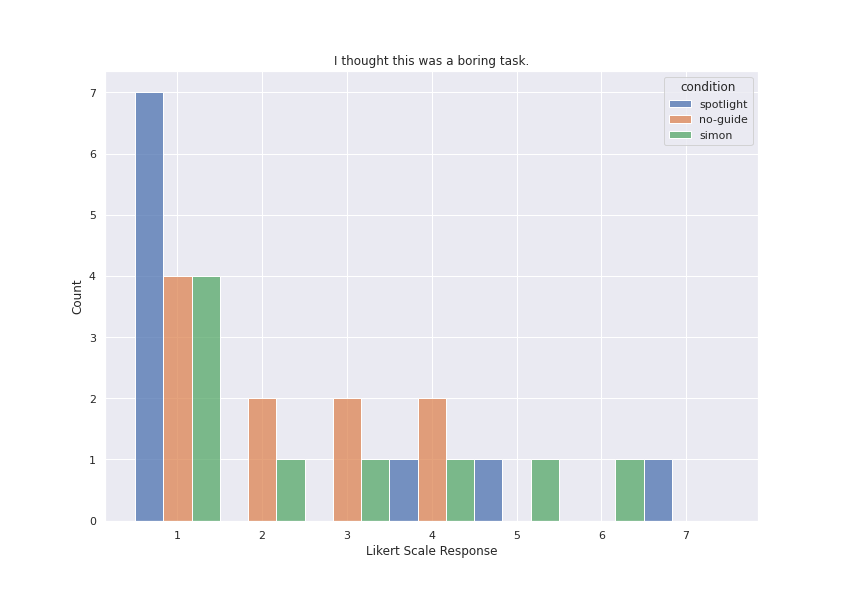 I thought this was a boring task.
condition
spotlight
no-guide
simon
Count
7
6
5
4
3
2
1
0
1 2 3 4 5 6 7
Likert Scale Response